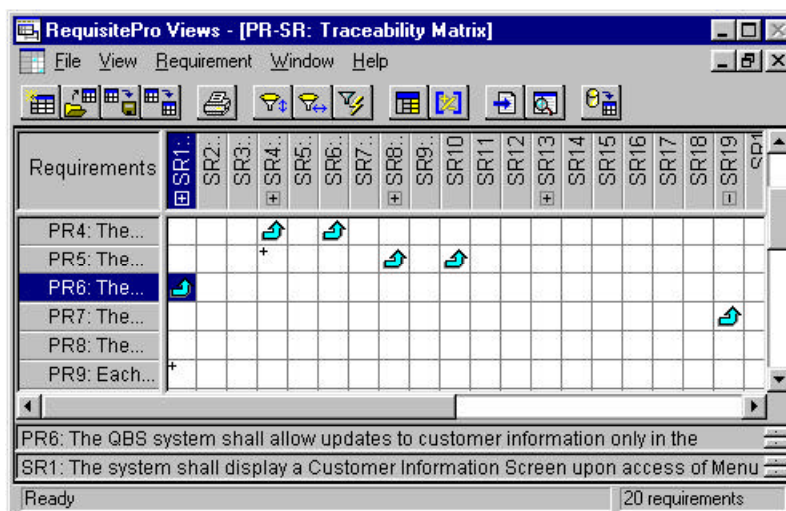 RequisitePro Views - [PR-SR: Traceability Matrix]
File View Requirement Window Help
Requirements SR1:. SR2:. SR3:. SR4:. SR5:. SR6:. SR7:. SR8:. SR9:. SR10 SR11 SR12 SR13 SR14 SR15 SR16 SR17 SR18 SR19
PR4: The...
PR5: The...
PR6: The...
PR7: The...
PR8: The...
PR9: Each...
PR6: The QBS system shall allow updates to customer information only in the
SR1: The system shall display a Customer Information Screen upon access of Menu
Ready 20 requirements